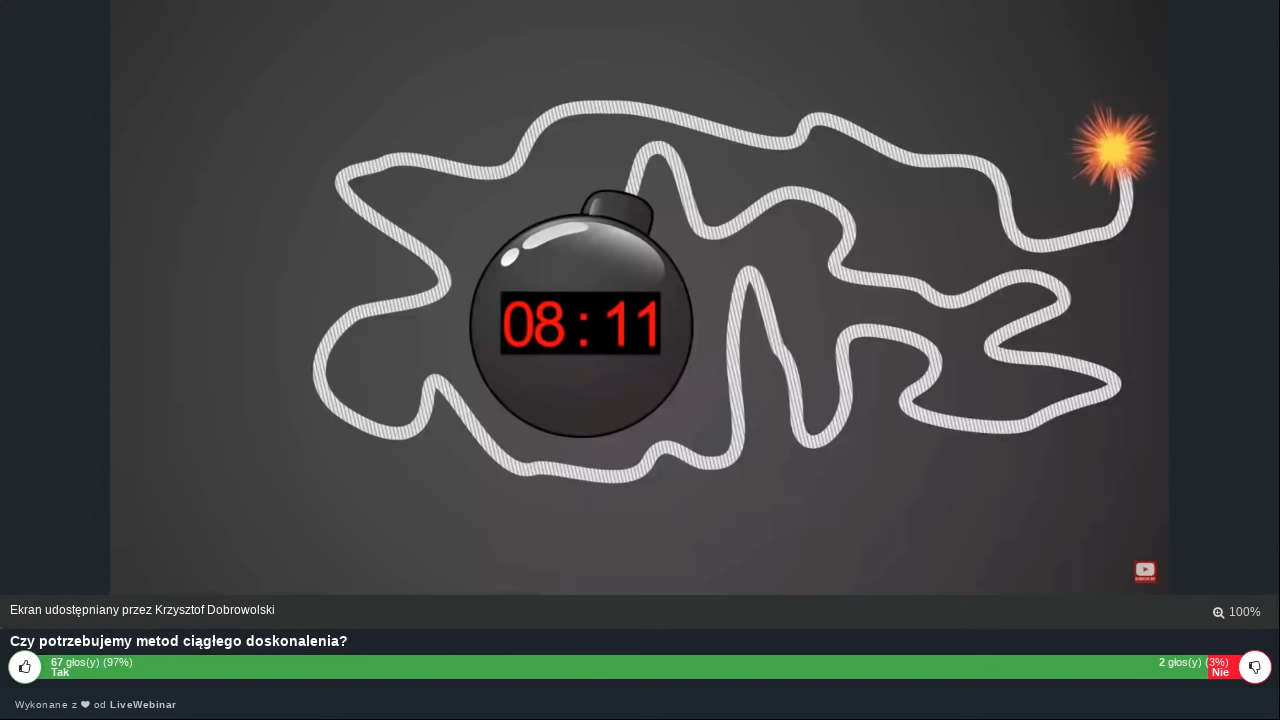 08:11
Ekran udostępniany przez Krzysztof Dobrowolski
100%
Czy potrzebujemy metod ciągłego doskonalenia?
67 głos(y) (97%)
2 głos(y) (3%)
Tak
Nie
Wykonane z od LiveWebinar